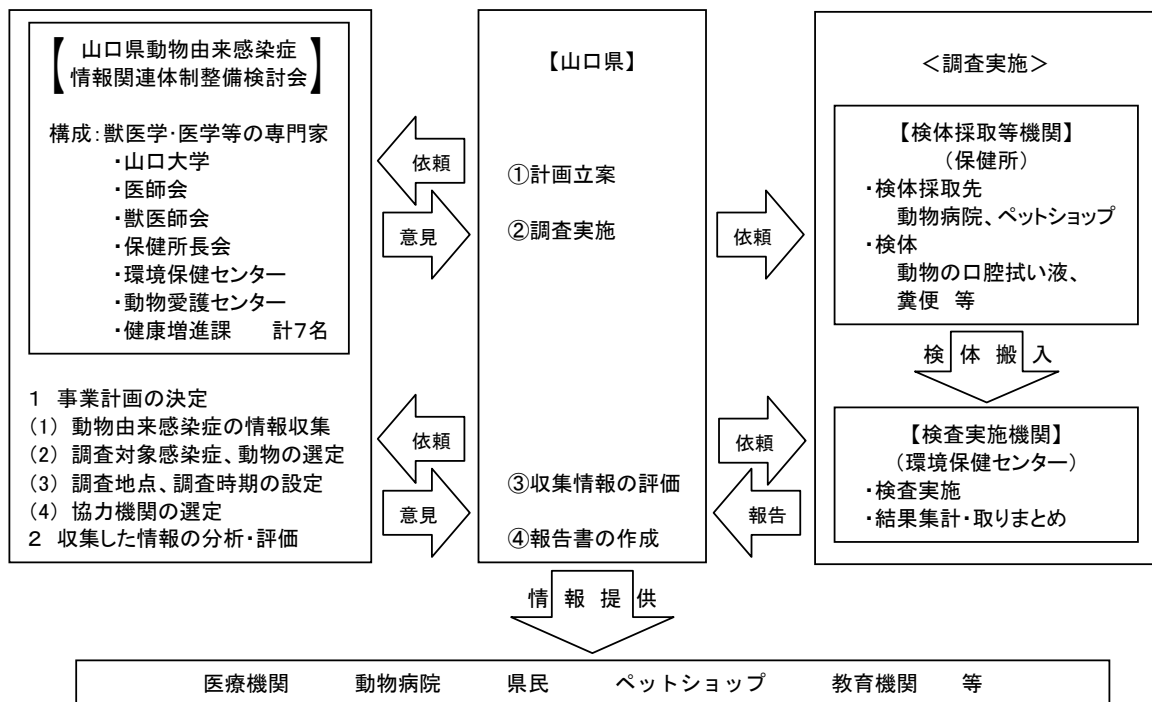 【山口県動物由来感染症
情報関連体制整備検討会】
構成：獣医学・医学等の専門家
・山口大学
・医師会
・獣医師会
・保健所長会
・環境保健センター
・動物愛護センター
・健康増進課　計７名
１　事業計画の決定
(1)　動物由来感染症の情報収集
(2)　調査対象感染症、動物の選定
(3)　調査地点、調査時期の設定
(4)　協力機関の選定
２　収集した情報の分析・評価
依頼
意見
依頼
意見
【山口県】
①計画立案
②調査実施
③収集情報の評価
④報告書の作成
依頼
依頼
報告
＜調査実施＞
【検体採取等機関】
（保健所）
・検体採取先
動物病院、ペットショップ
・検体
動物の口腔拭い液、
糞便　等
検体搬入
【検査実施機関】
（環境保健センター）
・検査実施
・結果集計・取りまとめ
情報提供
医療機関　動物病院　県民　ペットショップ　教育機関　等